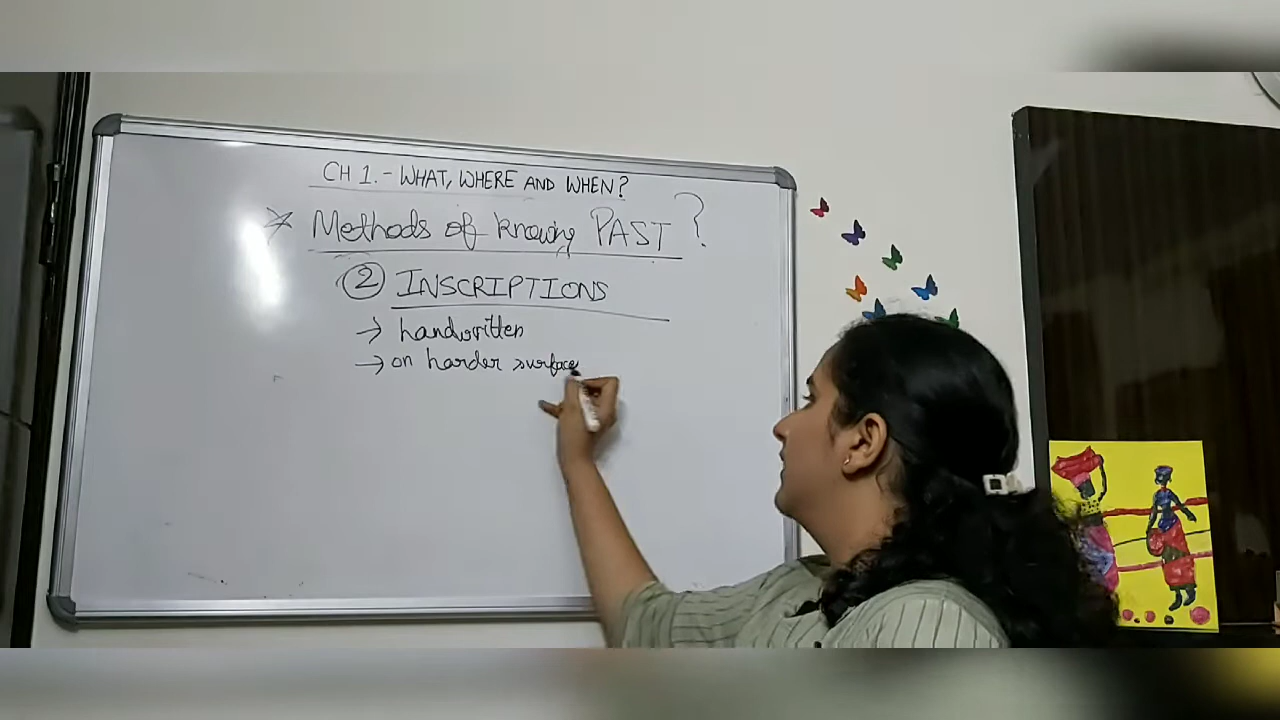 CH 1. - WHAT, WHERE AND WHEN?
* Methods of knowing PAST?
② INSCRIPTIONS
→ handwritten
→ on harder surface